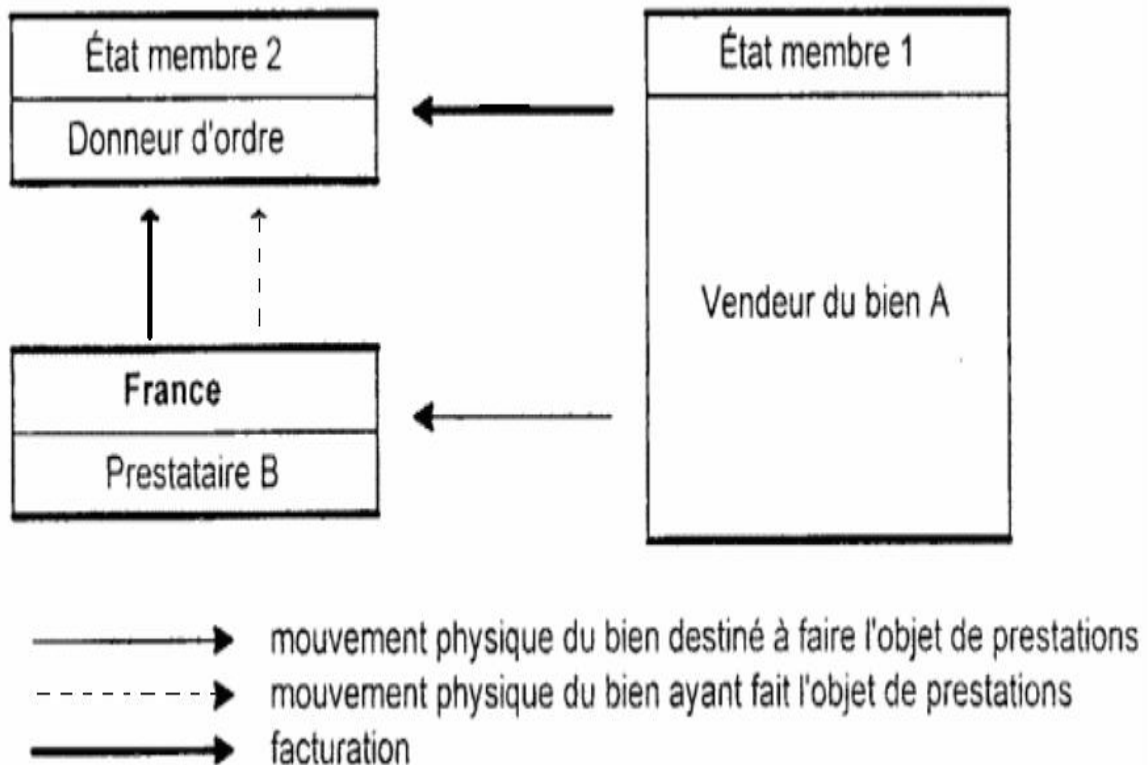 État membre 2
Donneur d'ordre
État membre 1
Vendeur du bien A
France
Prestataire B
mouvement physique du bien destiné à faire l'objet de prestations
mouvement physique du bien ayant fait l'objet de prestations
facturation